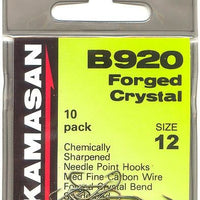 KAMASAN
B920
Forged
Crystal
10
pack
SIZE
12
Chemically
Sharpened
Needle Point Hooks
Med Fine Carbon Wire
Forged Crystal Bend